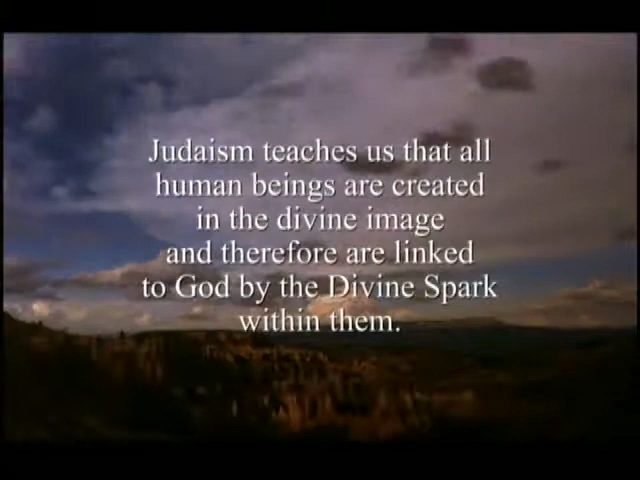 Judaism teaches us that all
human beings are created
in the divine image
and therefore are linked
to God by the Divine Spark
within them.